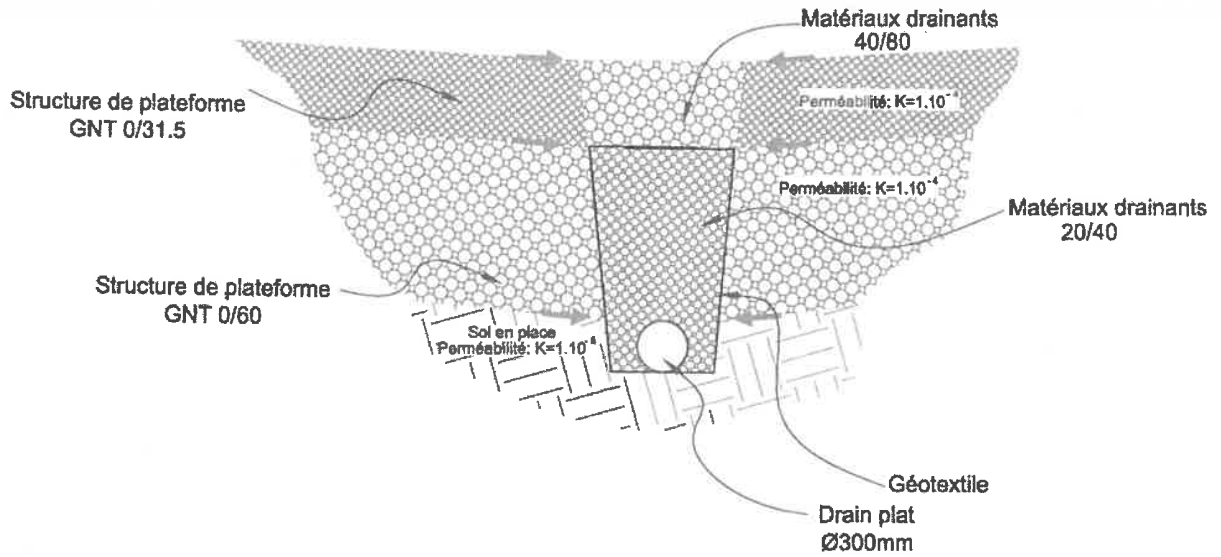 Matériaux drainants
40/80
Structure de plateforme
GNT 0/31.5
Perméabilité: K=1.10⁻⁴
Perméabilité: K=1.10⁻⁴
Matériaux drainants
20/40
Structure de plateforme
GNT 0/60
Sol en place
Perméabilité: K=1.10⁻⁸
Géotextile
Drain plat
Ø300mm